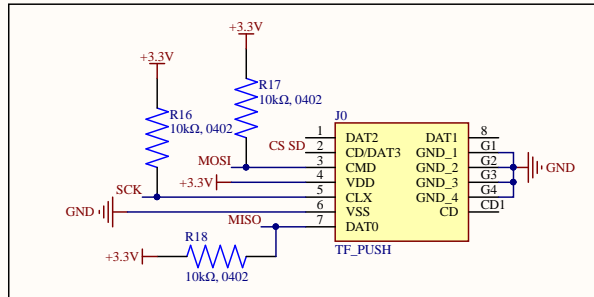 +3.3V
+3.3V
R17
10kΩ, 0402
R16
10kΩ, 0402
J0
1 DAT2 DAT1 8
CS SD 2 CD/DAT3 GND_1 G1
MOSI 3 CMD GND_2 G2 GND
+3.3V 4 VDD GND_3 G3
SCK 5 CLX GND_4 G4
GND 6 VSS CD CD1
MISO 7 DAT0
R18
TF_PUSH
+3.3V
10kΩ, 0402